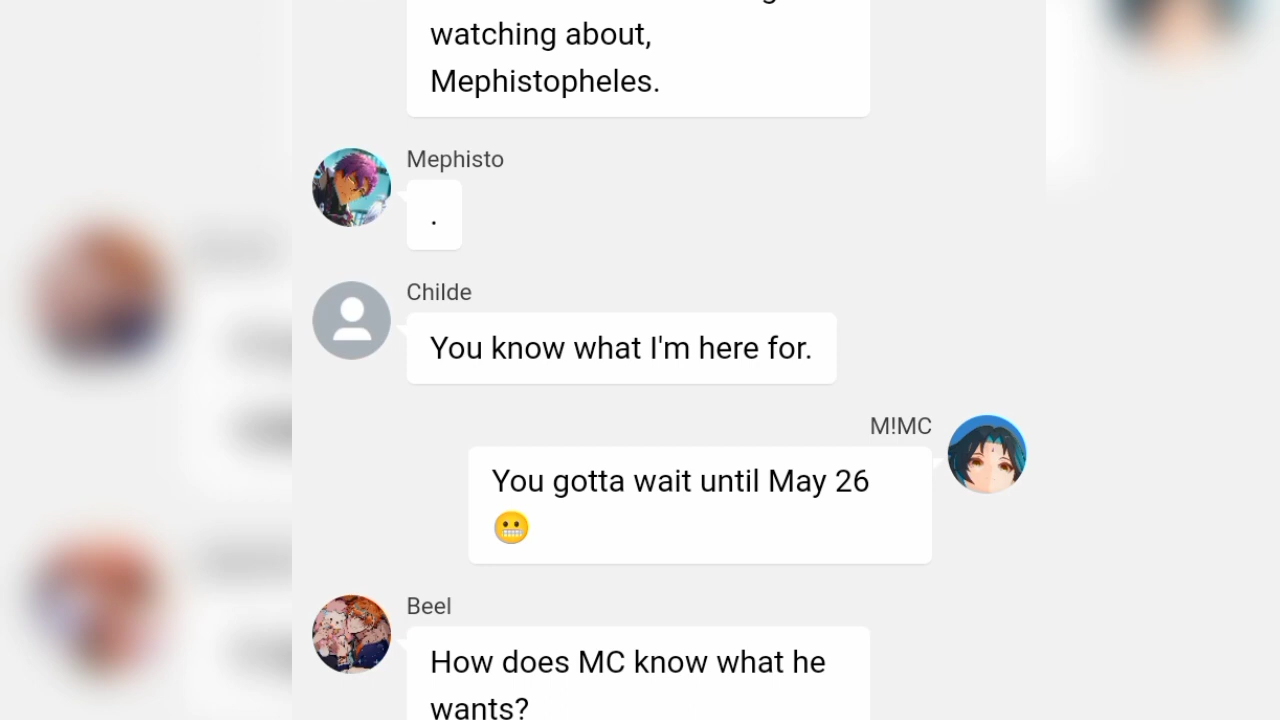 watching about,
Mephistopheles.
Mephisto
.
Childe
You know what I'm here for.
M!MC
You gotta wait until May 26
😬
Beel
How does MC know what he
wants?